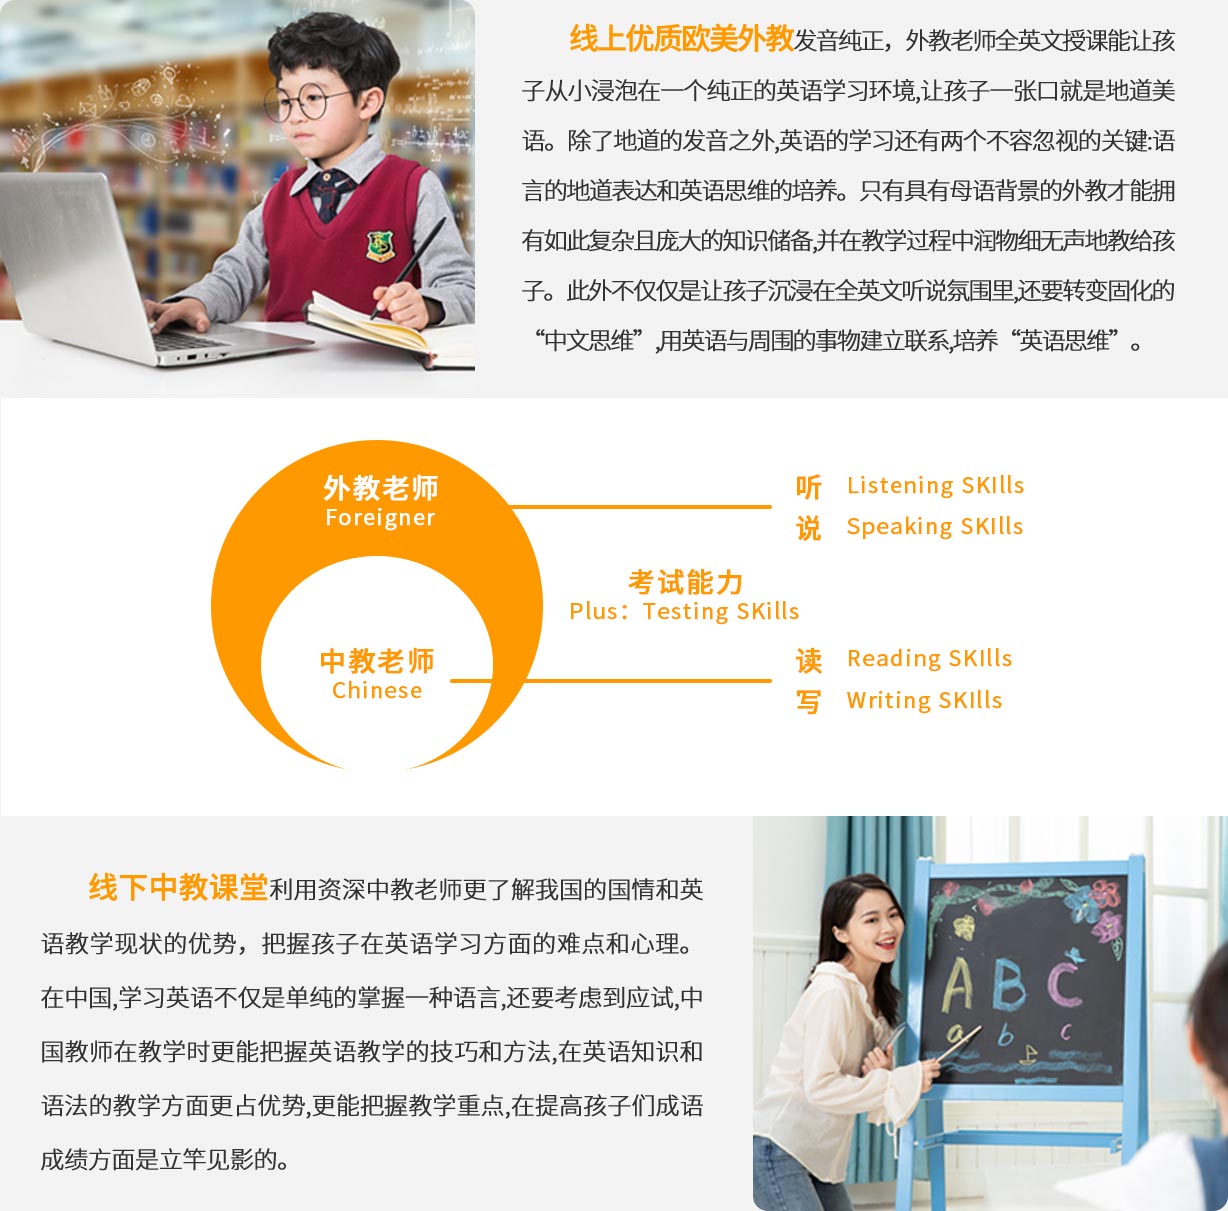 线上优质欧美外教发音纯正，外教老师全英文授课能让孩
子从小浸泡在一个纯正的英语学习环境,让孩子一张口就是地道美
语。除了地道的发音之外,英语的学习还有两个不容忽视的关键:语
言的地道表达和英语思维的培养。只有具有母语背景的外教才能拥
有如此复杂且庞大的知识储备,并在教学过程中润物细无声地教给孩
子。此外不仅仅是让孩子沉浸在全英文听说氛围里,还要转变固化的
“中文思维”,用英语与周围的事物建立联系,培养“英语思维”。
外教老师
Foreigner
听 Listening SKIlls
说 Speaking SKIlls
考试能力
Plus：Testing SKills
中教老师
Chinese
读 Reading SKIlls
写 Writing SKIlls
线下中教课堂利用资深中教老师更了解我国的国情和英
语教学现状的优势，把握孩子在英语学习方面的难点和心理。
在中国,学习英语不仅是单纯的掌握一种语言,还要考虑到应试,中
国教师在教学时更能把握英语教学的技巧和方法,在英语知识和
语法的教学方面更占优势,更能把握教学重点,在提高孩子们成语
成绩方面是立竿见影的。
A B C
a b c